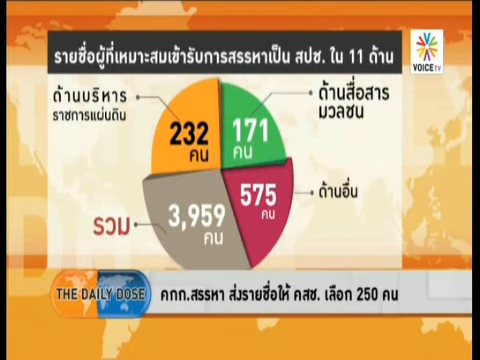 รายชื่อผู้ที่เหมาะสมเข้ารับการสรรหาเป็น สปช. ใน 11 ด้าน
VOICE TV
ด้านบริหาร
ราชการแผ่นดิน
232
คน
171
คน
ด้านสื่อสาร
มวลชน
575
คน
ด้านอื่น
รวม
3,959
คน
THE DAILY DOSE
คกก.สรรหา ส่งรายชื่อให้ คสช. เลือก 250 คน